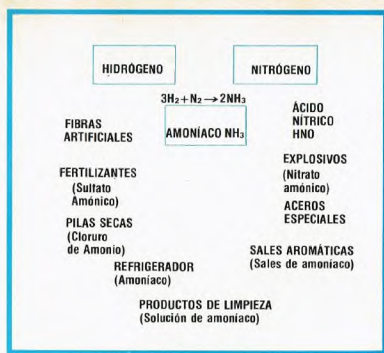 HIDRÓGENO
NITRÓGENO
3H₂+N₂→2NH₃
AMONÍACO NH₃
FIBRAS
ARTIFICIALES
FERTILIZANTES
(Sulfato
Amónico)
PILAS SECAS
(Cloruro
de Amonio)
REFRIGERADOR
(Amoníaco)
PRODUCTOS DE LIMPIEZA
(Solución de amoníaco)
ÁCIDO
NÍTRICO
HNO
EXPLOSIVOS
(Nitrato
amónico)
ACEROS
ESPECIALES
SALES AROMÁTICAS
(Sales de amoníaco)